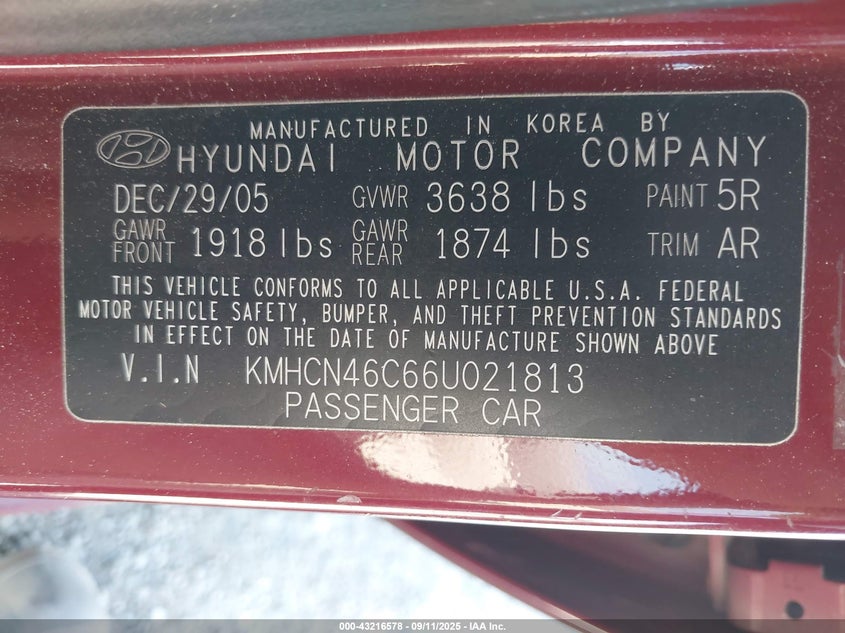 MANUFACTURED IN KOREA BY
HYUNDAI MOTOR COMPANY
DEC/29/05 GVWR 3638 lbs PAINT 5R
GAWR FRONT 1918 lbs GAWR REAR 1874 lbs TRIM AR
THIS VEHICLE CONFORMS TO ALL APPLICABLE U.S.A. FEDERAL
MOTOR VEHICLE SAFETY, BUMPER, AND THEFT PREVENTION STANDARDS
IN EFFECT ON THE DATE OF MANUFACTURE SHOWN ABOVE
V.I.N KMHCN46C66U021813
PASSENGER CAR
000-43216578 - 09/11/2025 - IAA Inc.